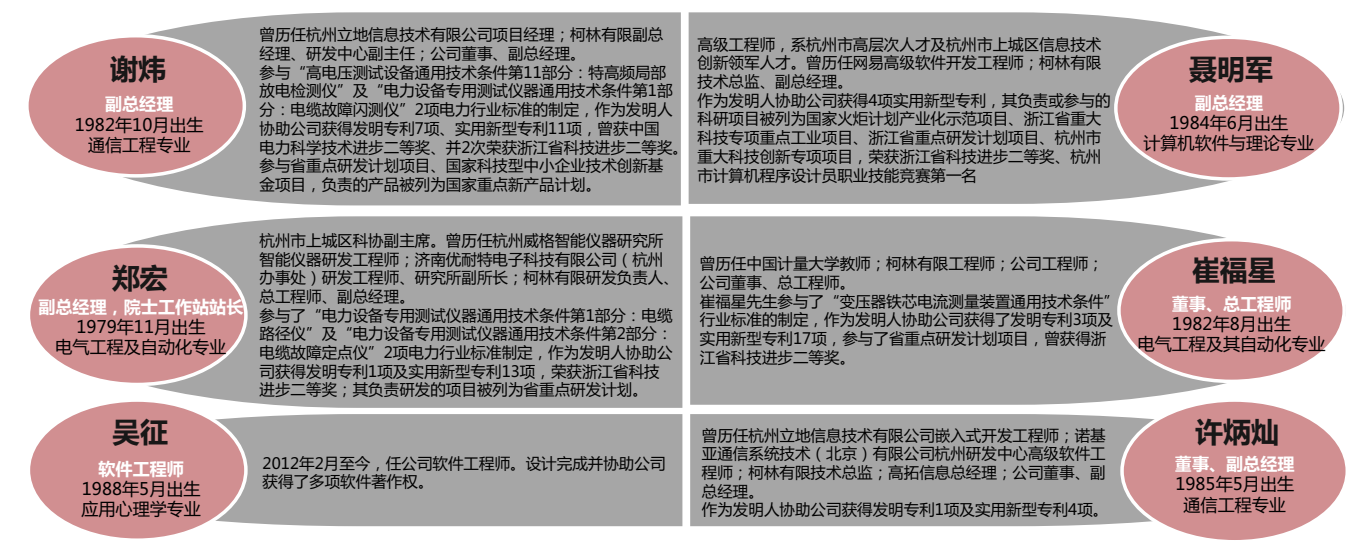 谢炜
副总经理
1982年10月出生
通信工程专业
曾历任杭州立地信息技术有限公司项目经理；柯林有限副总
经理、研发中心副主任；公司董事、副总经理。
参与“高电压测试设备通用技术条件第11部分：特高频局部
放电检测仪”及“电力设备专用测试仪器通用技术条件第1部
分：电缆故障闪测仪”2项电力行业标准的制定，作为发明人
协助公司获得发明专利7项、实用新型专利11项，曾获中国
电力科学技术进步二等奖、并2次荣获浙江省科技进步二等奖。
参与省重点研发计划项目、国家科技型中小企业技术创新基
金项目，负责的产品被列为国家重点新产品计划。
高级工程师，系杭州市高层次人才及杭州市上城区信息技术
创新领军人才。曾历任网易高级软件开发工程师；柯林有限
技术总监、副总经理。
作为发明人协助公司获得4项实用新型专利，其负责或参与的
科研项目被列为国家火炬计划产业化示范项目、浙江省重大
科技专项重点工业项目、浙江省重点研发计划项目、杭州市
重大科技创新专项项目，荣获浙江省科技进步二等奖、杭州
市计算机程序设计员职业技能竞赛第一名
聂明军
副总经理
1984年6月出生
计算机软件与理论专业
郑宏
副总经理，院士工作站站长
1979年11月出生
电气工程及自动化专业
杭州市上城区科协副主席。曾历任杭州威格智能仪器研究所
智能仪器研发工程师；济南优耐特电子科技有限公司（杭州
办事处）研发工程师、研究所副所长；柯林有限研发负责人、
总工程师、副总经理。
参与了“电力设备专用测试仪器通用技术条件第1部分：电缆
路径仪”及“电力设备专用测试仪器通用技术条件第2部分：
电缆故障定点仪”2项电力行业标准制定，作为发明人协助公
司获得发明专利1项及实用新型专利13项，荣获浙江省科技
进步二等奖；其负责研发的项目被列为省重点研发计划。
曾历任中国计量大学教师；柯林有限工程师；公司工程师；
公司董事、总工程师。
崔福星先生参与了“变压器铁芯电流测量装置通用技术条件”
行业标准的制定，作为发明人协助公司获得了发明专利3项及
实用新型专利17项，参与了省重点研发计划项目，曾获得浙
江省科技进步二等奖。
崔福星
董事、总工程师
1982年8月出生
电气工程及其自动化专业
吴征
软件工程师
1988年5月出生
应用心理学专业
2012年2月至今，任公司软件工程师。设计完成并协助公司
获得了多项软件著作权。
曾历任杭州立地信息技术有限公司嵌入式开发工程师；诺基
亚通信系统技术（北京）有限公司杭州研发中心高级软件工
程师；柯林有限技术总监；高拓信息总经理；公司董事、副
总经理。
作为发明人协助公司获得发明专利1项及实用新型专利4项。
许炳灿
董事、副总经理
1985年5月出生
通信工程专业